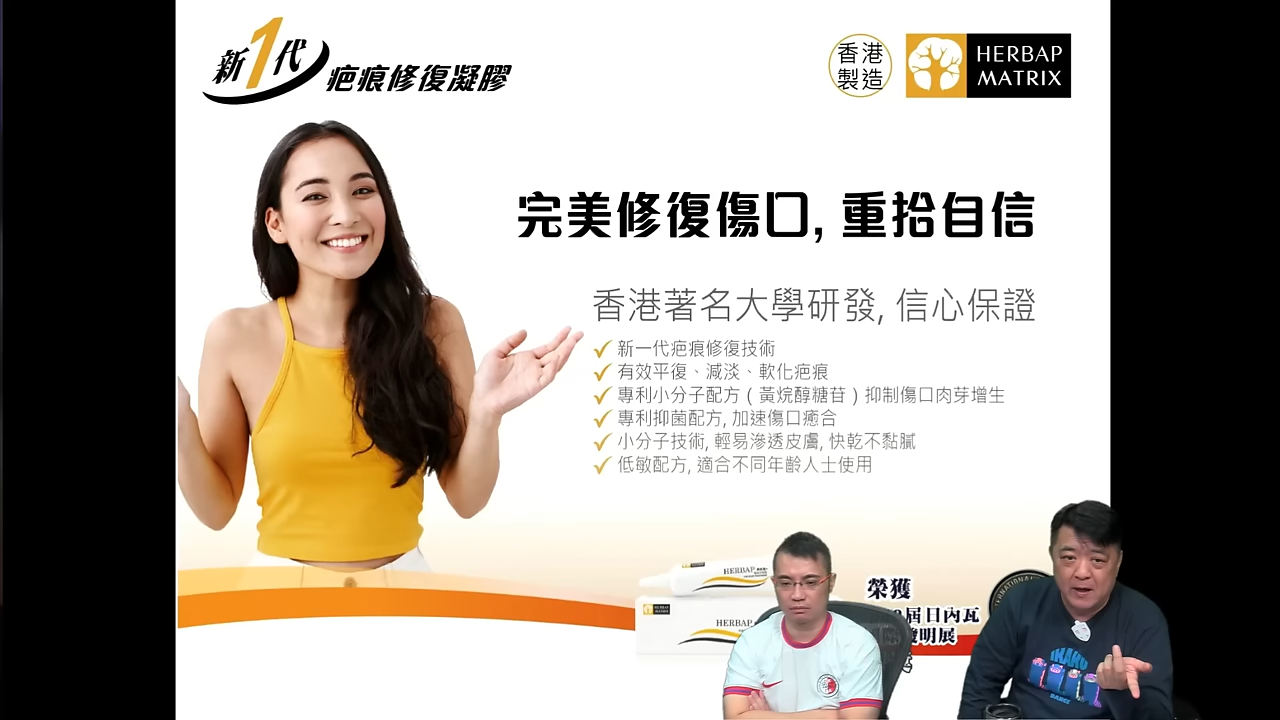 新1代
疤痕修復凝膠
香港
製造
HERBAP
MATRIX
完美修復傷口, 重拾自信
香港著名大學研發, 信心保證
新一代疤痕修復技術
有效平復、減淡、軟化疤痕
專利小分子配方 ( 黃烷醇糖苷 ) 抑制傷口肉芽增生
專利抑菌配方, 加速傷口癒合
小分子技術, 輕易滲透皮膚, 快乾不黏膩
低敏配方, 適合不同年齡人士使用
HERBAP
HERBAP
MATRIX
HERBAP
榮獲
屆日內瓦
明展
IKARU
DANCE